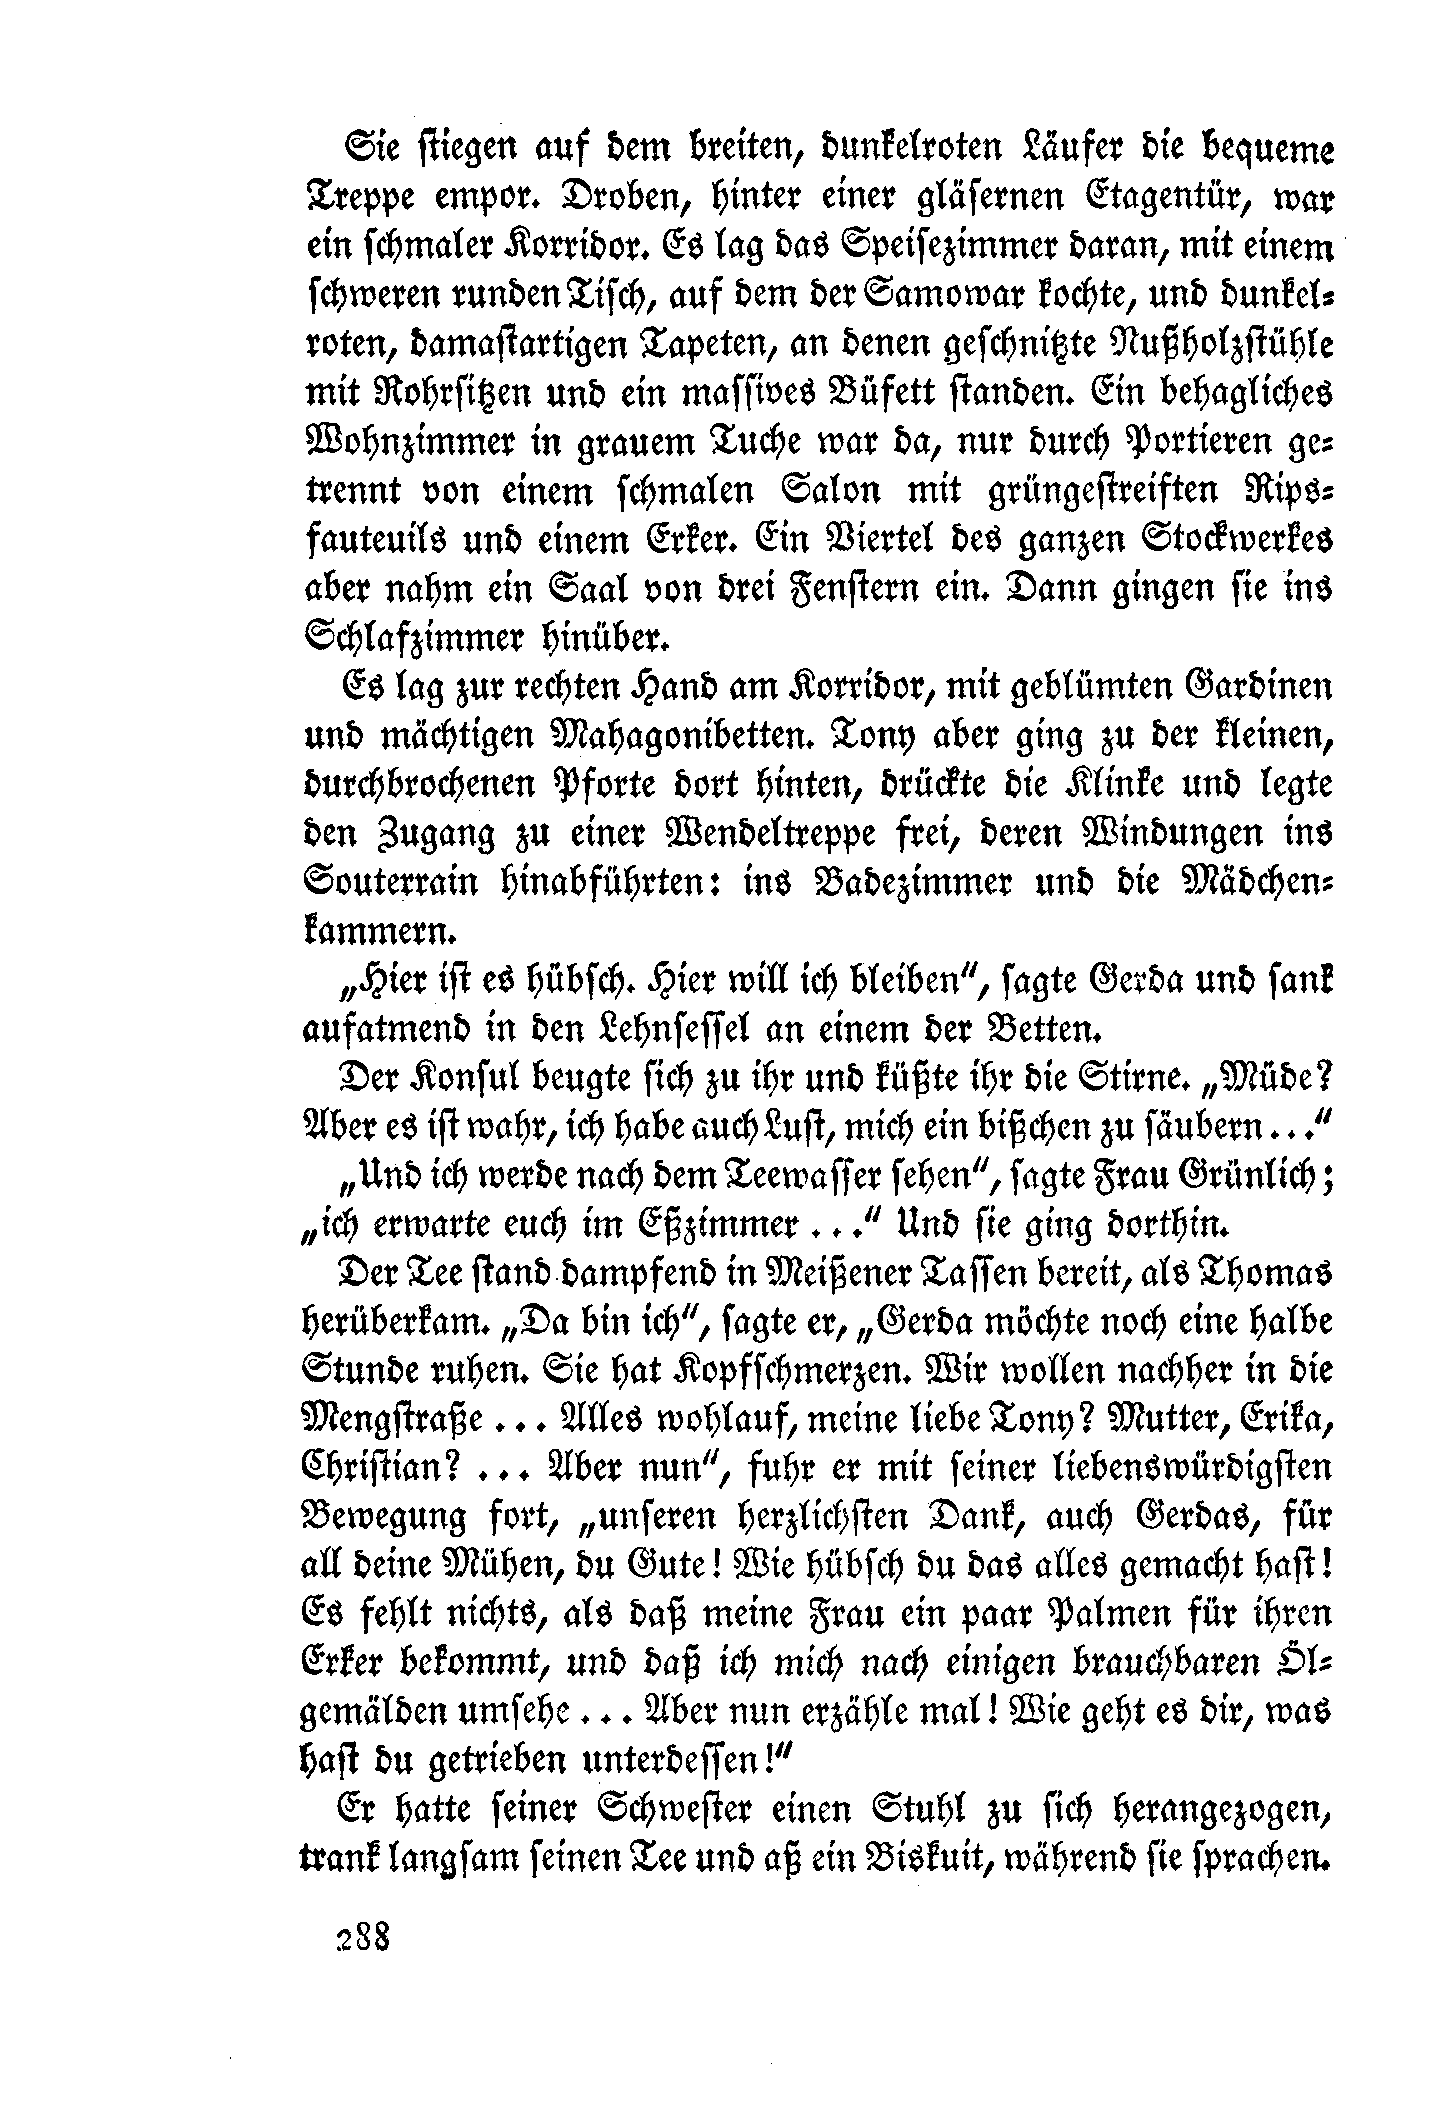 Sie stiegen auf dem breiten, dunkelroten Läufer die bequeme
Treppe empor. Droben, hinter einer gläsernen Etagentür, war
ein schmaler Korridor. Es lag das Speisezimmer daran, mit einem
schweren runden Tisch, auf dem der Samowar kochte, und dunkel-
roten, damastartigen Tapeten, an denen geschnitzte Nußholzstühle
mit Rohrsitzen und ein massives Büfett standen. Ein behagliches
Wohnzimmer in grauem Tuche war da, nur durch Portieren ge-
trennt von einem schmalen Salon mit grüngestreiften Rips-
fauteuils und einem Erker. Ein Viertel des ganzen Stockwerkes
aber nahm ein Saal von drei Fenstern ein. Dann gingen sie ins
Schlafzimmer hinüber.
Es lag zur rechten Hand am Korridor, mit geblümten Gardinen
und mächtigen Mahagonibetten. Tony aber ging zu der kleinen,
durchbrochenen Pforte dort hinten, drückte die Klinke und legte
den Zugang zu einer Wendeltreppe frei, deren Windungen ins
Souterrain hinabführten: ins Badezimmer und die Mädchen-
kammern.
„Hier ist es hübsch. Hier will ich bleiben“, sagte Gerda und sank
aufatmend in den Lehnsessel an einem der Betten.
Der Konsul beugte sich zu ihr und küßte ihr die Stirne. „Müde?
Aber es ist wahr, ich habe auch Lust, mich ein bißchen zu säubern ...“
„Und ich werde nach dem Teewasser sehen“, sagte Frau Grünlich;
„ich erwarte euch im Eßzimmer ...“ Und sie ging dorthin.
Der Tee stand dampfend in Meißener Tassen bereit, als Thomas
herüberkam. „Da bin ich“, sagte er, „Gerda möchte noch eine halbe
Stunde ruhen. Sie hat Kopfschmerzen. Wir wollen nachher in die
Mengstraße ... Alles wohlauf, meine liebe Tony? Mutter, Erika,
Christian? ... Aber nun“, fuhr er mit seiner liebenswürdigsten
Bewegung fort, „unseren herzlichsten Dank, auch Gerdas, für
all deine Mühen, du Gute! Wie hübsch du das alles gemacht hast!
Es fehlt nichts, als daß meine Frau ein paar Palmen für ihren
Erker bekommt, und daß ich mich nach einigen brauchbaren Öl-
gemälden umsehe ... Aber nun erzähle mal! Wie geht es dir, was
hast du getrieben unterdessen!“
Er hatte seiner Schwester einen Stuhl zu sich herangezogen,
trank langsam seinen Tee und aß ein Biskuit, während sie sprachen.
288